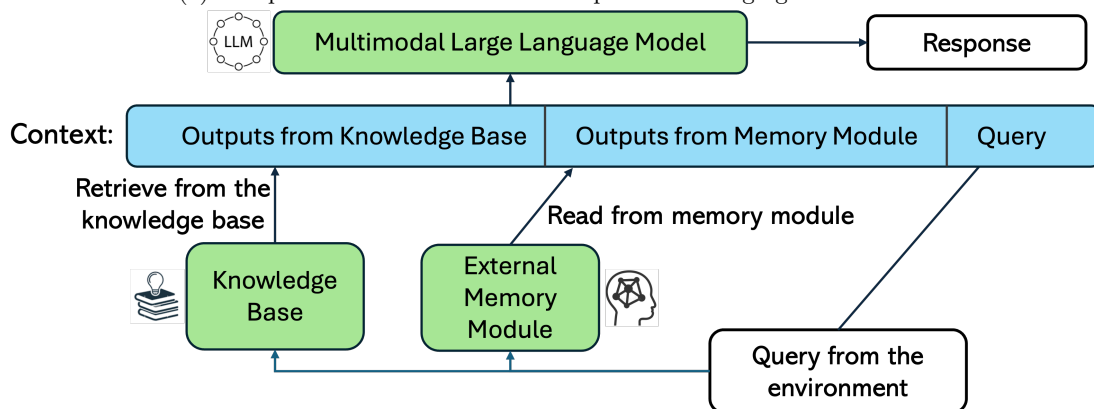 LLM
Multimodal Large Language Model
Response
Context:
Outputs from Knowledge Base
Outputs from Memory Module
Query
Retrieve from the
knowledge base
Read from memory module
Knowledge
Base
External
Memory
Module
Query from the
environment